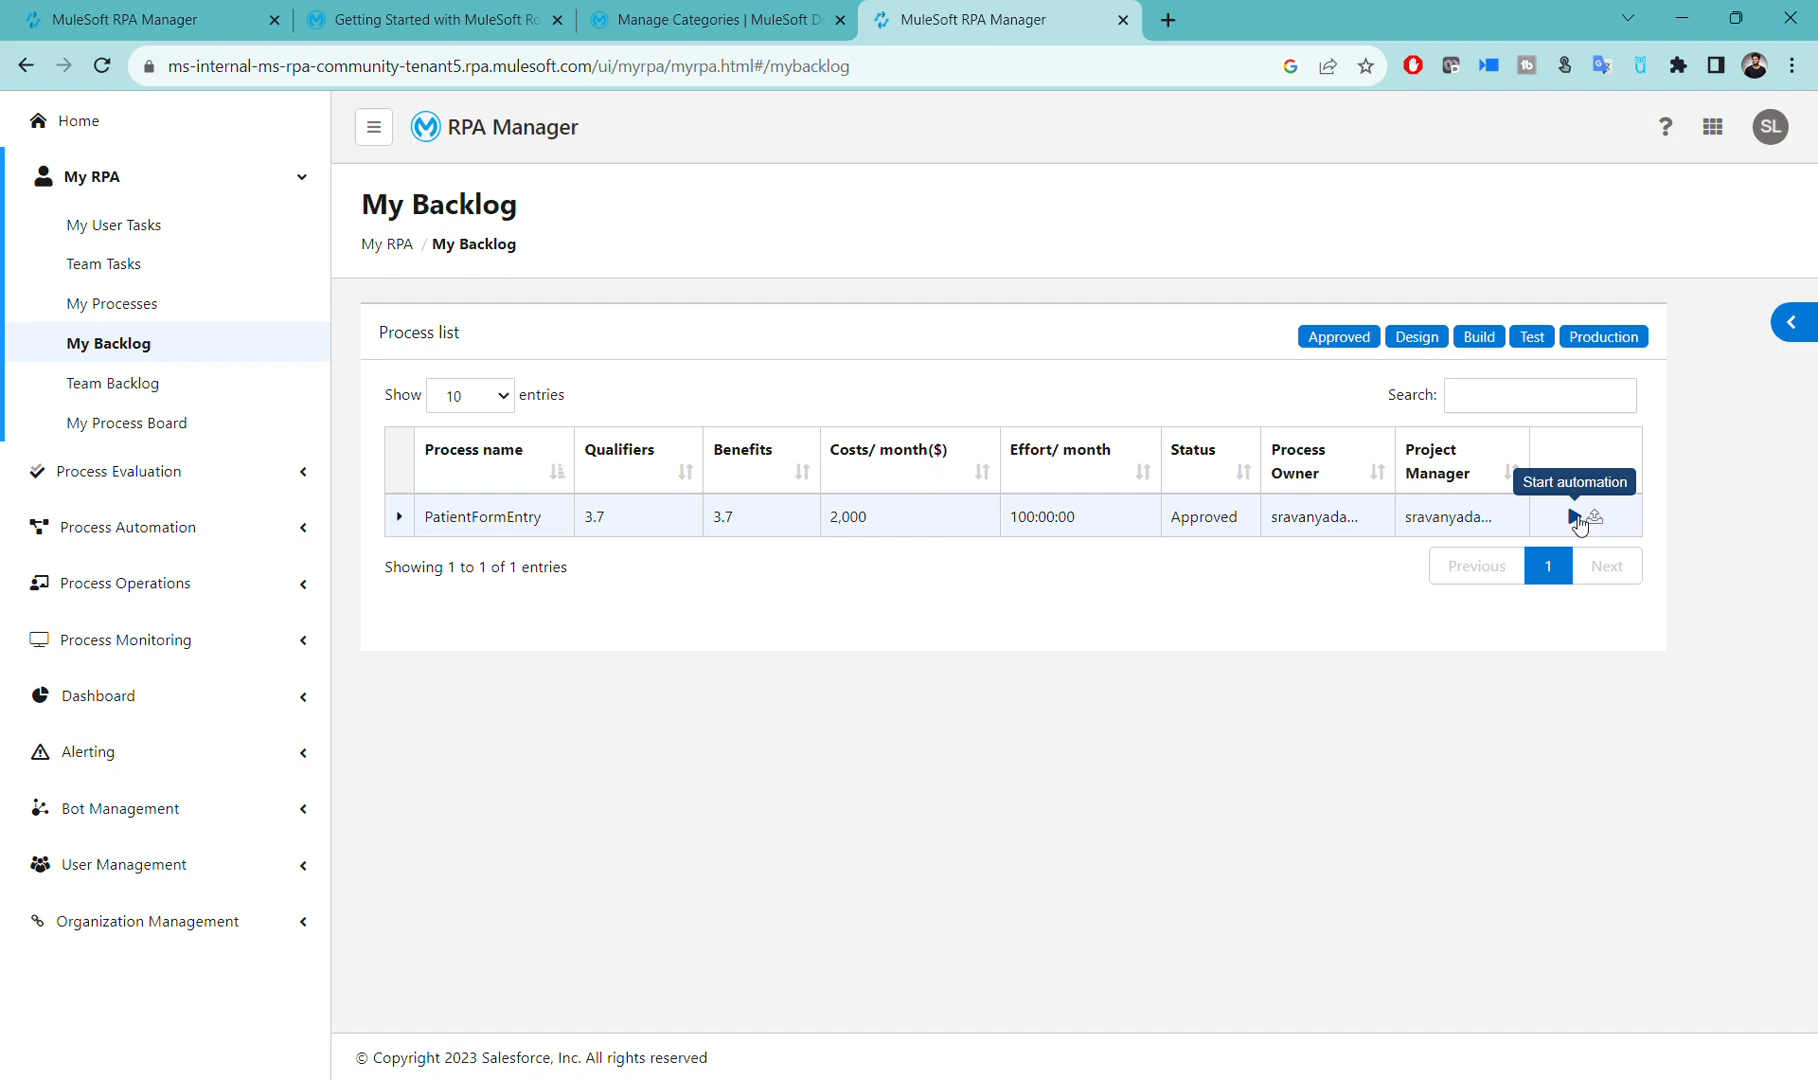 MuleSoft RPA Manager
Getting Started with MuleSoft Ro
Manage Categories | MuleSoft D
MuleSoft RPA Manager
ms-internal-ms-rpa-community-tenant5.rpa.mulesoft.com/ui/myrpa/myrpa.html#/mybacklog
Home
My RPA
My User Tasks
Team Tasks
My Processes
My Backlog
Team Backlog
My Process Board
Process Evaluation
Process Automation
Process Operations
Process Monitoring
Dashboard
Alerting
Bot Management
User Management
Organization Management
RPA Manager
?
SL
My Backlog
My RPA / My Backlog
Process list
Approved Design Build Test Production
Show 10 entries
Search:
Process name Qualifiers Benefits Costs/ month($) Effort/ month Status Process Owner Project Manager
Start automation
PatientFormEntry 3.7 3.7 2,000 100:00:00 Approved sravanyada... sravanyada...
Showing 1 to 1 of 1 entries
Previous 1 Next
© Copyright 2023 Salesforce, Inc. All rights reserved